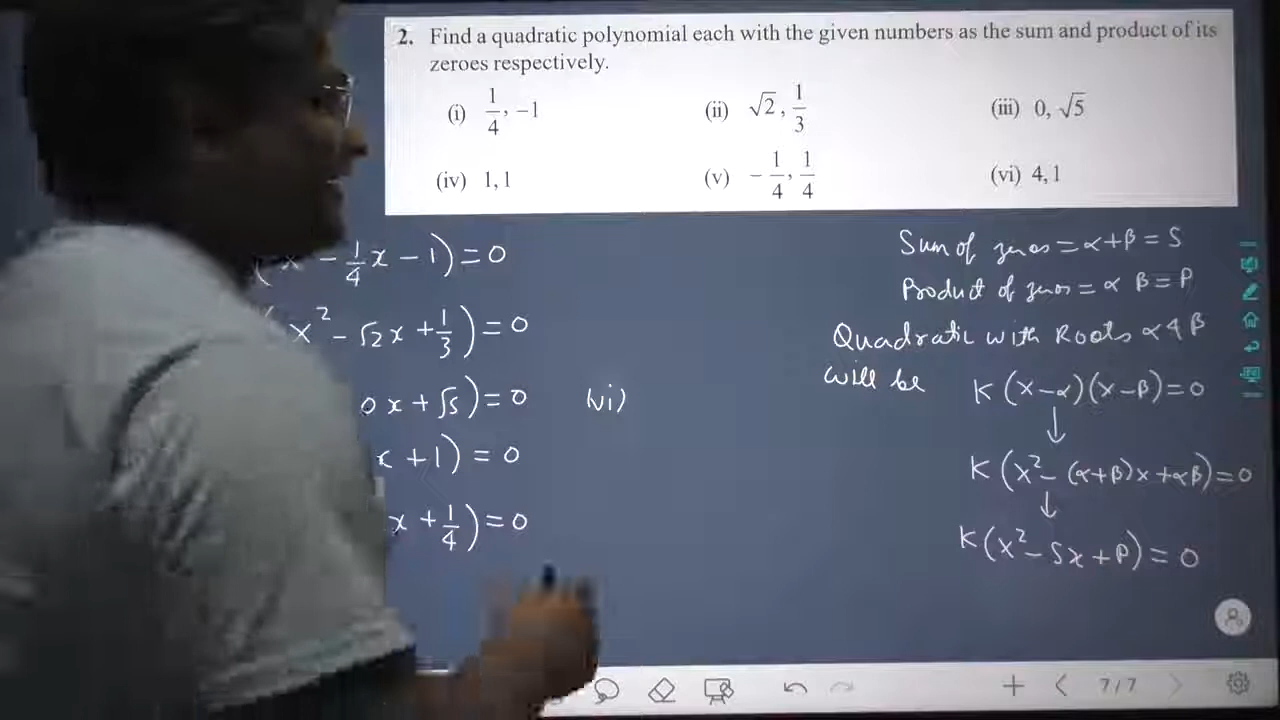 2. Find a quadratic polynomial each with the given numbers as the sum and product of its
zeroes respectively.
(i) 1/4, −1 (ii) √2, 1/3 (iii) 0, √5
(iv) 1, 1 (v) −1/4, 1/4 (vi) 4, 1
− 1/4 x − 1) = 0
x² − √2x + 1/3) = 0
0x + √5) = 0
x + 1) = 0
x + 1/4) = 0
(vi)
Sum of zeros = α+β = S
Product of zeros = α β = P
Quadratic with Roots α & β
will be K(x−α)(x−β)=0
↓
K(x²−(α+β)x+αβ)=0
↓
K(x²−Sx+P)=0
7/7